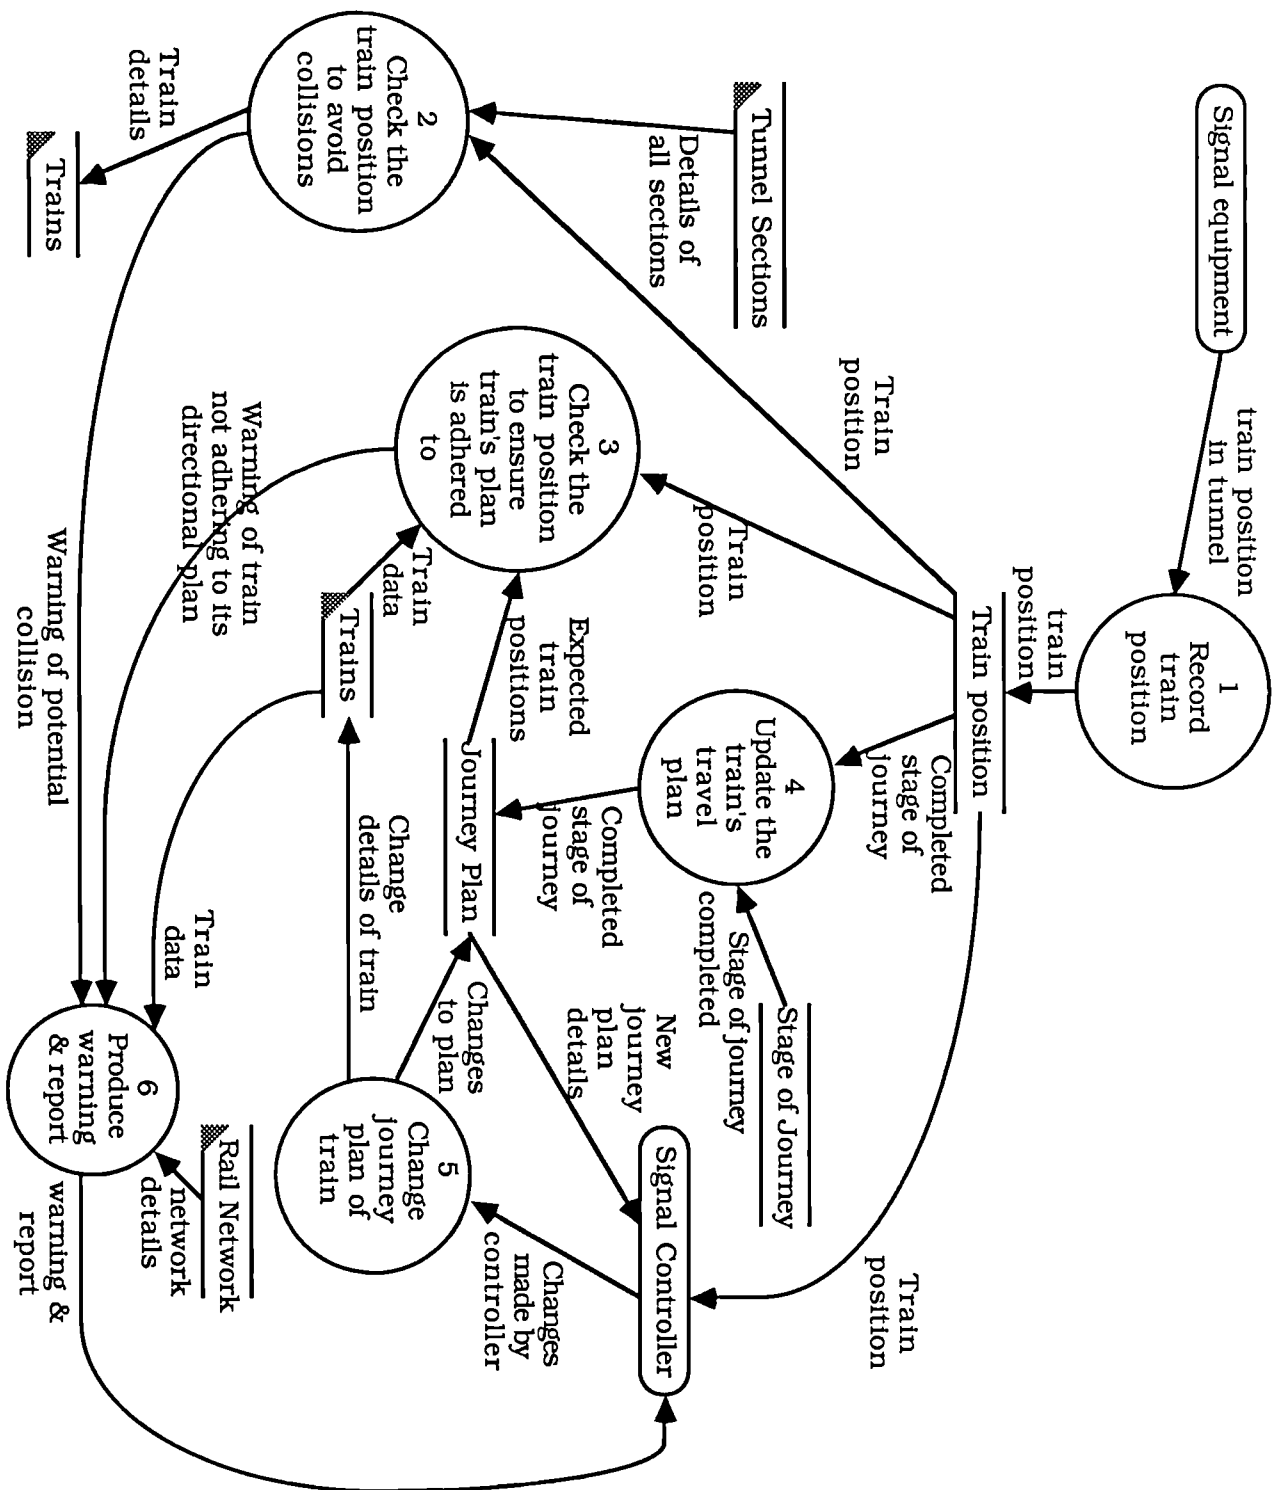 Signal equipment
train position
in tunnel
1
Record
train
position
train
position
Train position
Tunnel Sections
Details of
all sections
Train
position
Train
position
Completed
stage of
journey
Train
position
2
Check the
train position
to avoid
collisions
3
Check the
train position
to ensure
train's plan
is adhered
to
4
Update the
train's
travel
plan
Stage of journey
completed
Stage of Journey
Train
details
Trains
Expected
train
positions
Completed
stage of
journey
Journey Plan
New
journey
plan
details
Signal Controller
Train
data
Trains
Change
details of train
Changes
to plan
Changes
made by
controller
5
Change
journey
plan of
train
Warning of train
not adhering to its
directional plan
Warning of potential
collision
Train
data
6
Produce
warning
& report
Rail Network
network
details
warning &
report